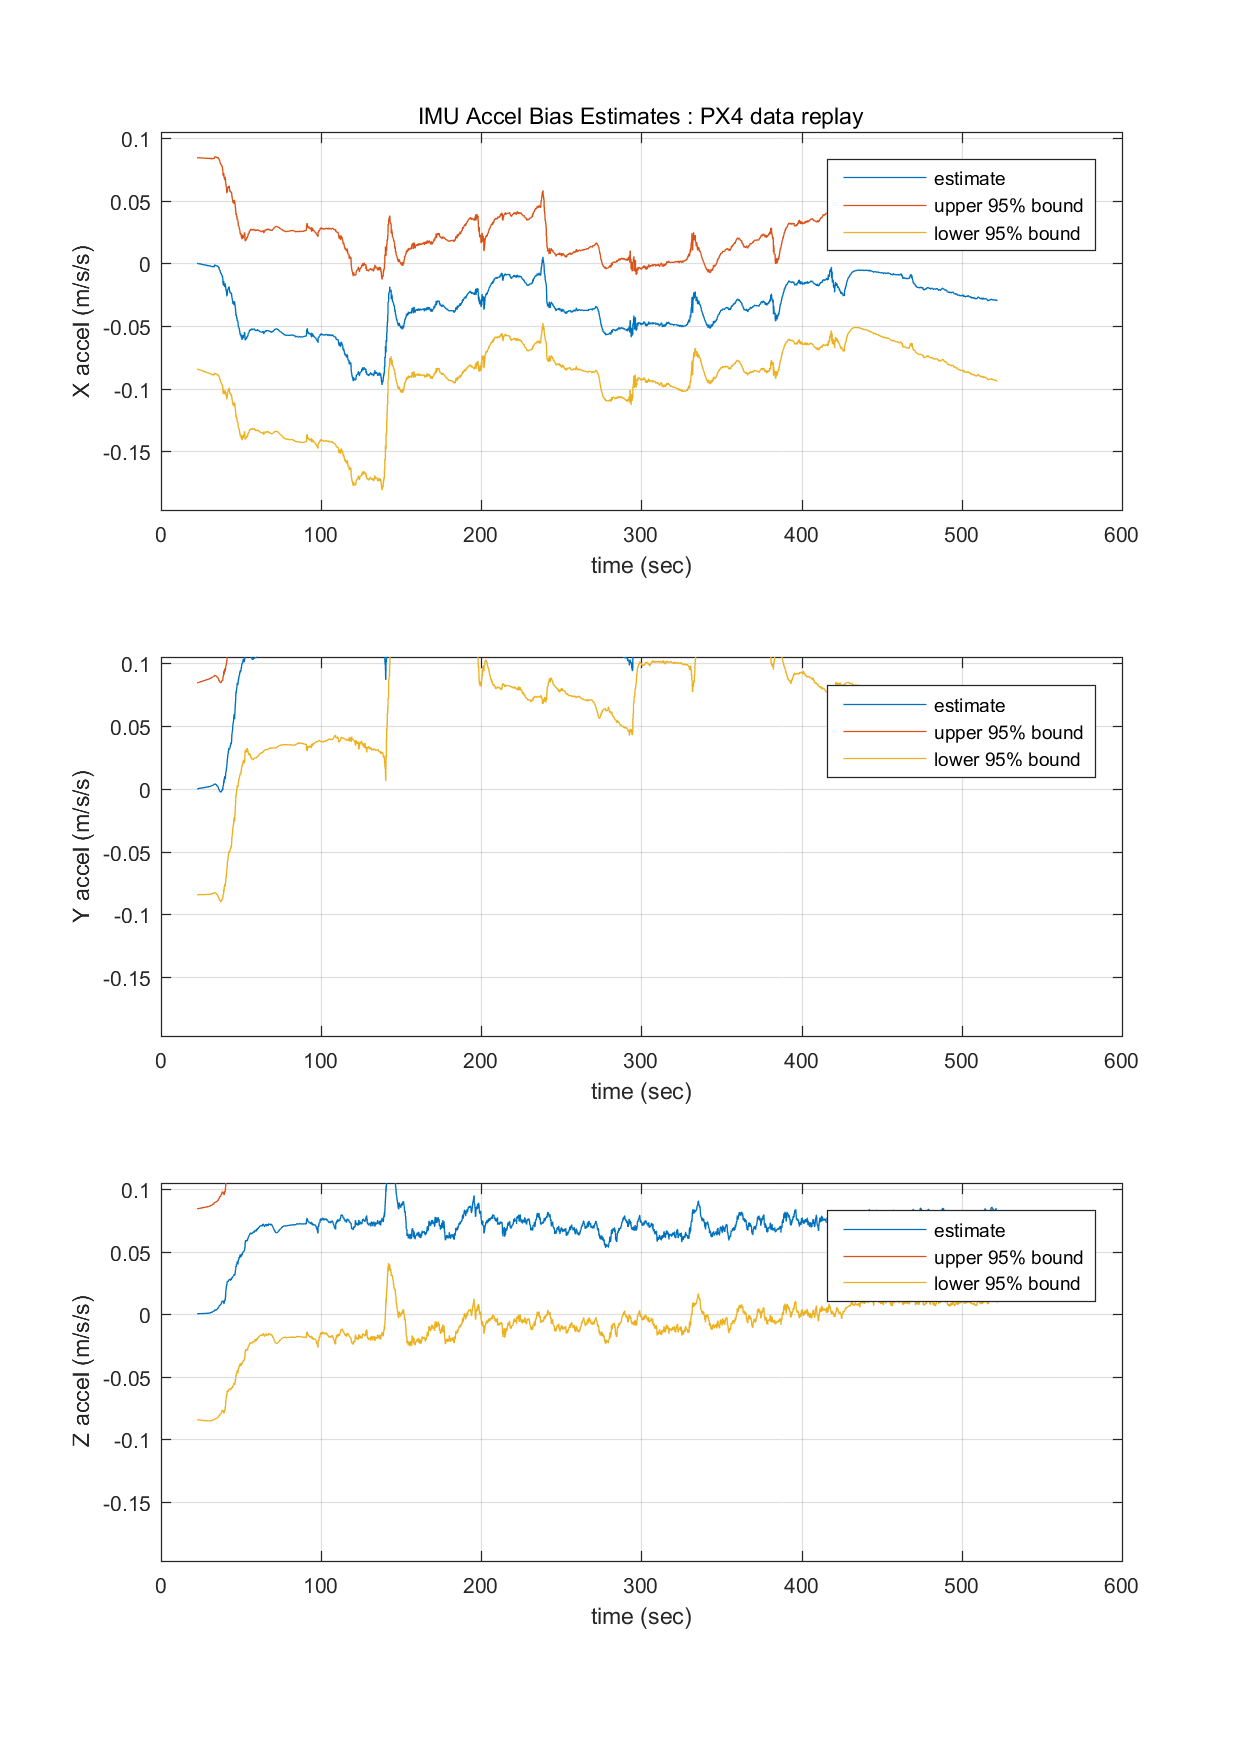 IMU Accel Bias Estimates : PX4 data replay
0.1
0.05
0
-0.05
-0.1
-0.15
X accel (m/s/s)
estimate
upper 95% bound
lower 95% bound
0 100 200 300 400 500 600
time (sec)
0.1
0.05
0
-0.05
-0.1
-0.15
Y accel (m/s/s)
estimate
upper 95% bound
lower 95% bound
0 100 200 300 400 500 600
time (sec)
0.1
0.05
0
-0.05
-0.1
-0.15
Z accel (m/s/s)
estimate
upper 95% bound
lower 95% bound
0 100 200 300 400 500 600
time (sec)